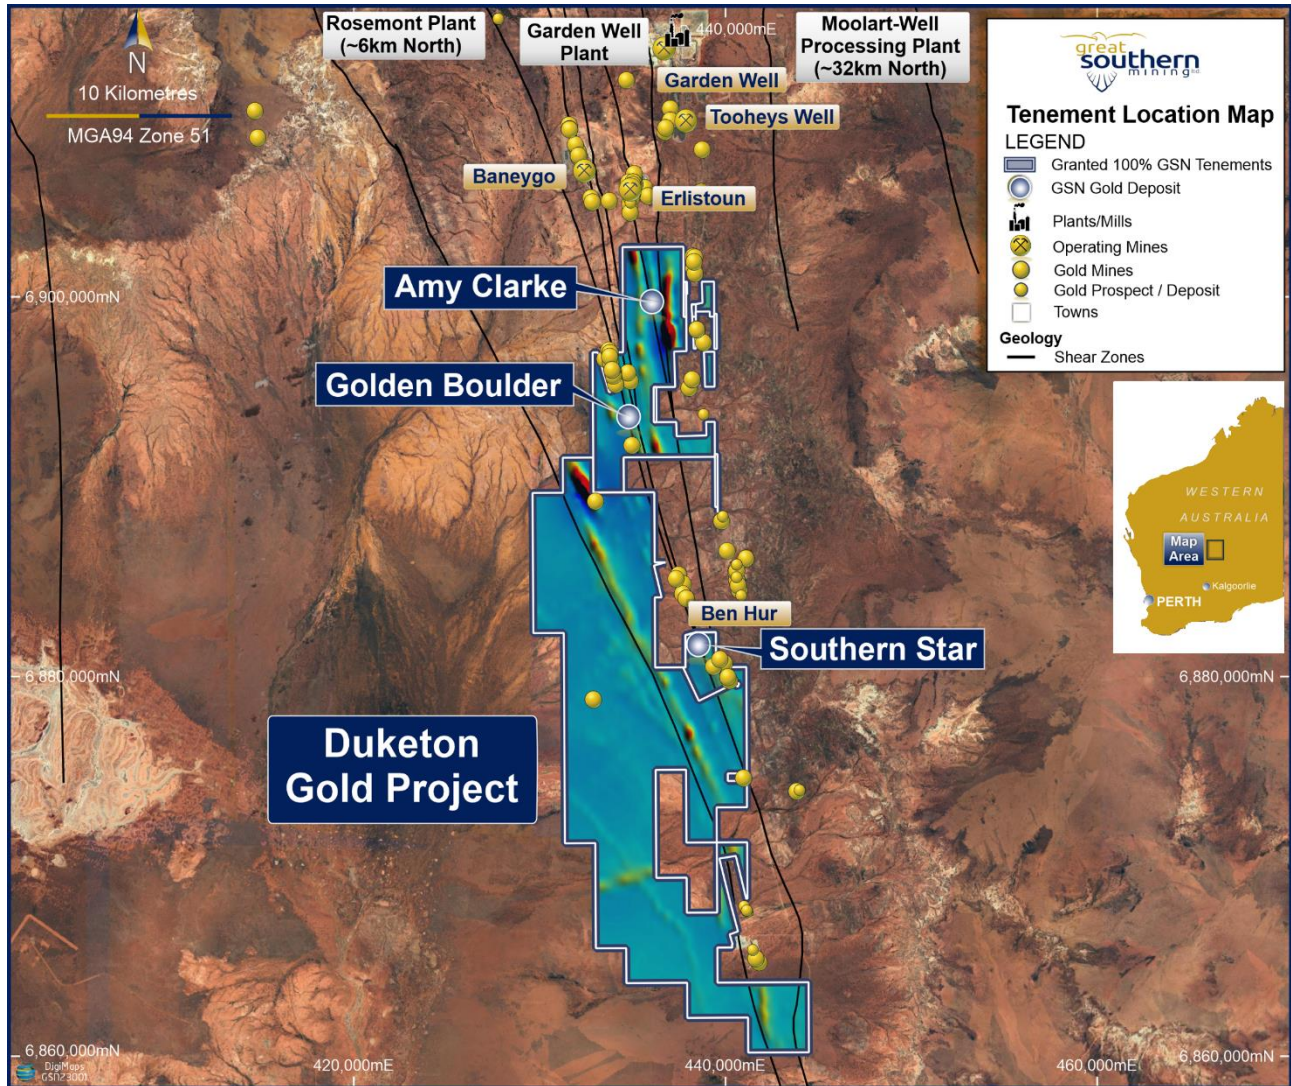 Rosemont Plant
(~6km North)
Garden Well
Plant
440,000mE
Moolart-Well
Processing Plant
(~32km North)
N
10 Kilometres
MGA94 Zone 51
Garden Well
Tooheys Well
Baneygo
Erlistoun
great
southern
mining ltd.
Tenement Location Map
LEGEND
Granted 100% GSN Tenements
GSN Gold Deposit
Plants/Mills
Operating Mines
Gold Mines
Gold Prospect / Deposit
Towns
Geology
Shear Zones
6,900,000mN
Amy Clarke
Golden Boulder
WESTERN
AUSTRALIA
Map
Area
Kalgoorlie
PERTH
Ben Hur
Southern Star
6,880,000mN
6,880,000mN
Duketon
Gold Project
6,860,000mN
6,860,000mN
420,000mE
440,000mE
460,000mE
DigiMaps
GSN23001